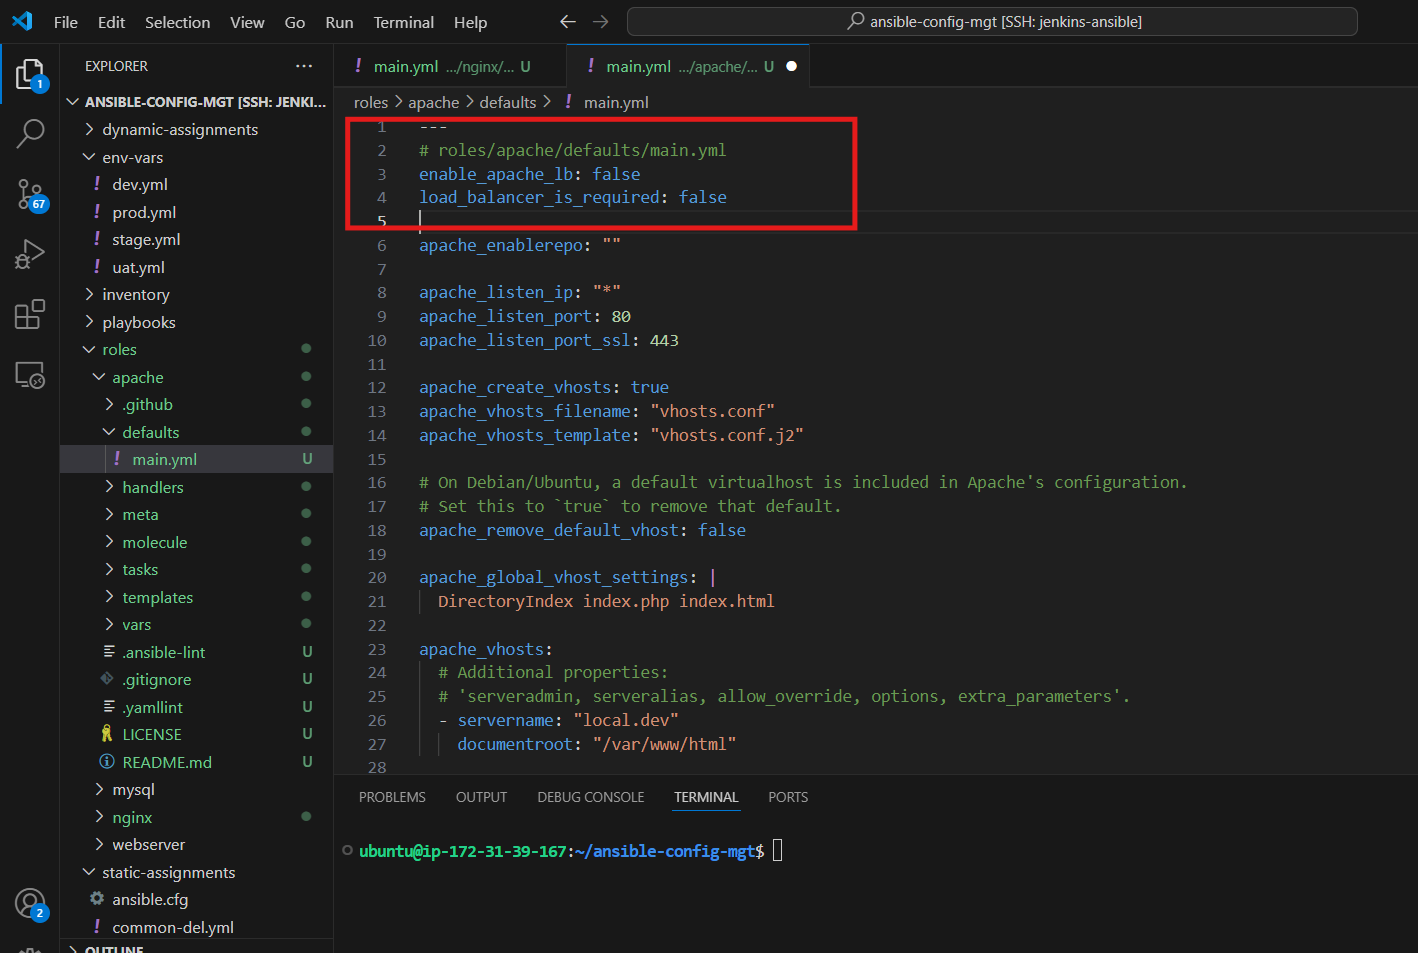 File Edit Selection View Go Run Terminal Help
ansible-config-mgt [SSH: jenkins-ansible]
EXPLORER
ANSIBLE-CONFIG-MGT [SSH: JENKI...
dynamic-assignments
env-vars
! dev.yml
! prod.yml
! stage.yml
! uat.yml
inventory
playbooks
roles
apache
.github
defaults
! main.yml U
handlers
meta
molecule
tasks
templates
vars
.ansible-lint U
.gitignore U
.yamllint U
LICENSE U
README.md U
mysql
nginx
webserver
static-assignments
ansible.cfg
! common-del.yml
OUTLINE
1
67
2
! main.yml .../nginx/... U
! main.yml .../apache/... U
roles > apache > defaults > ! main.yml
1 ---
2 # roles/apache/defaults/main.yml
3 enable_apache_lb: false
4 load_balancer_is_required: false
5
6 apache_enablerepo: ""
7
8 apache_listen_ip: "*"
9 apache_listen_port: 80
10 apache_listen_port_ssl: 443
11
12 apache_create_vhosts: true
13 apache_vhosts_filename: "vhosts.conf"
14 apache_vhosts_template: "vhosts.conf.j2"
15
16 # On Debian/Ubuntu, a default virtualhost is included in Apache's configuration.
17 # Set this to `true` to remove that default.
18 apache_remove_default_vhost: false
19
20 apache_global_vhost_settings: |
21 DirectoryIndex index.php index.html
22
23 apache_vhosts:
24 # Additional properties:
25 # 'serveradmin, serveralias, allow_override, options, extra_parameters'.
26 - servername: "local.dev"
27 documentroot: "/var/www/html"
28
PROBLEMS OUTPUT DEBUG CONSOLE TERMINAL PORTS
ubuntu@ip-172-31-39-167:~/ansible-config-mgt$